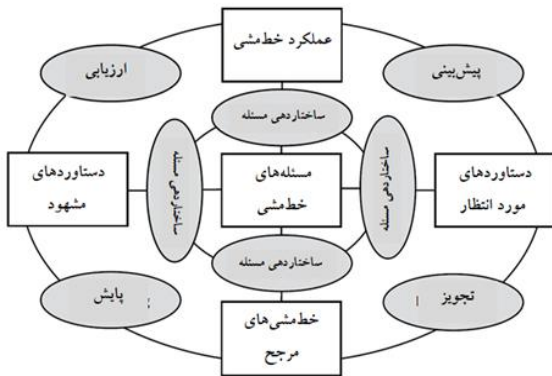 عملکرد خط‌مشی
ارزیابی
پیش‌بینی
ساختاردهی مسئله
دستاوردهای
مشهود
ساختاردهی مسئله
مسئله‌های
خط‌مشی
ساختاردهی مسئله
دستاوردهای
مورد انتظار
ساختاردهی مسئله
پایش
تجویز
خط‌مشی‌های
مرجح